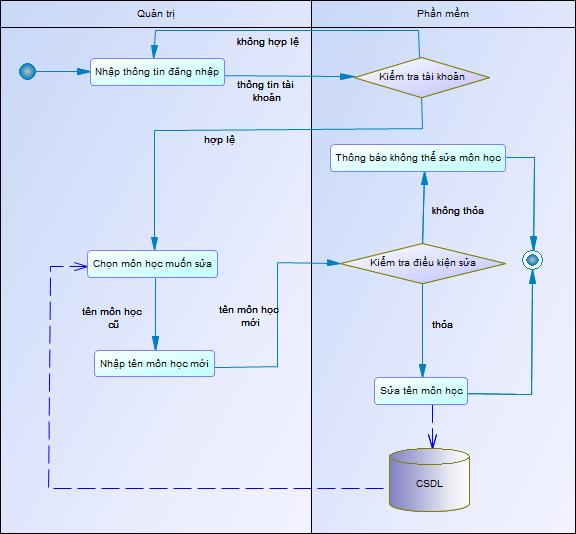 Quản trị
Phần mềm
không hợp lệ
Nhập thông tin đăng nhập
thông tin tài
khoản
Kiểm tra tài khoản
hợp lệ
Thông báo không thể sửa môn học
không thỏa
Chọn môn học muốn sửa
Kiểm tra điều kiện sửa
tên môn học
cũ
tên môn học
mới
thỏa
Nhập tên môn học mới
Sửa tên môn học
CSDL